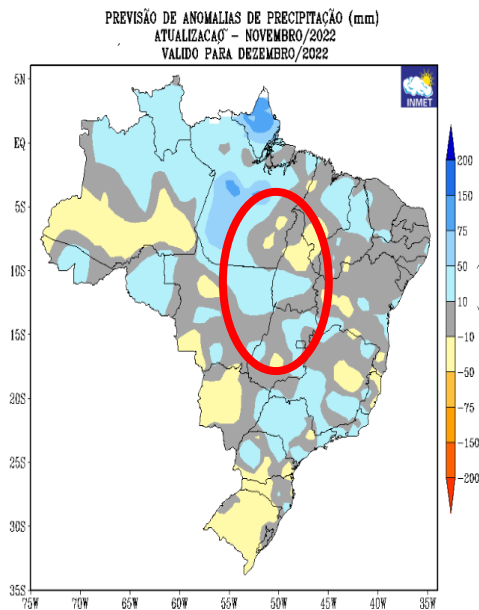 PREVISÃO DE ANOMALIAS DE PRECIPITAÇÃO (mm)
ATUALIZACAO̴ - NOVEMBRO/2022
VALIDO PARA DEZEMBRO/2022
INMET
5N
EQ
5S
10S
15S
20S
25S
30S
35S
75W
70W
65W
60W
55W
50W
45W
40W
35W
200
150
75
50
10
-10
-50
-75
-150
-200